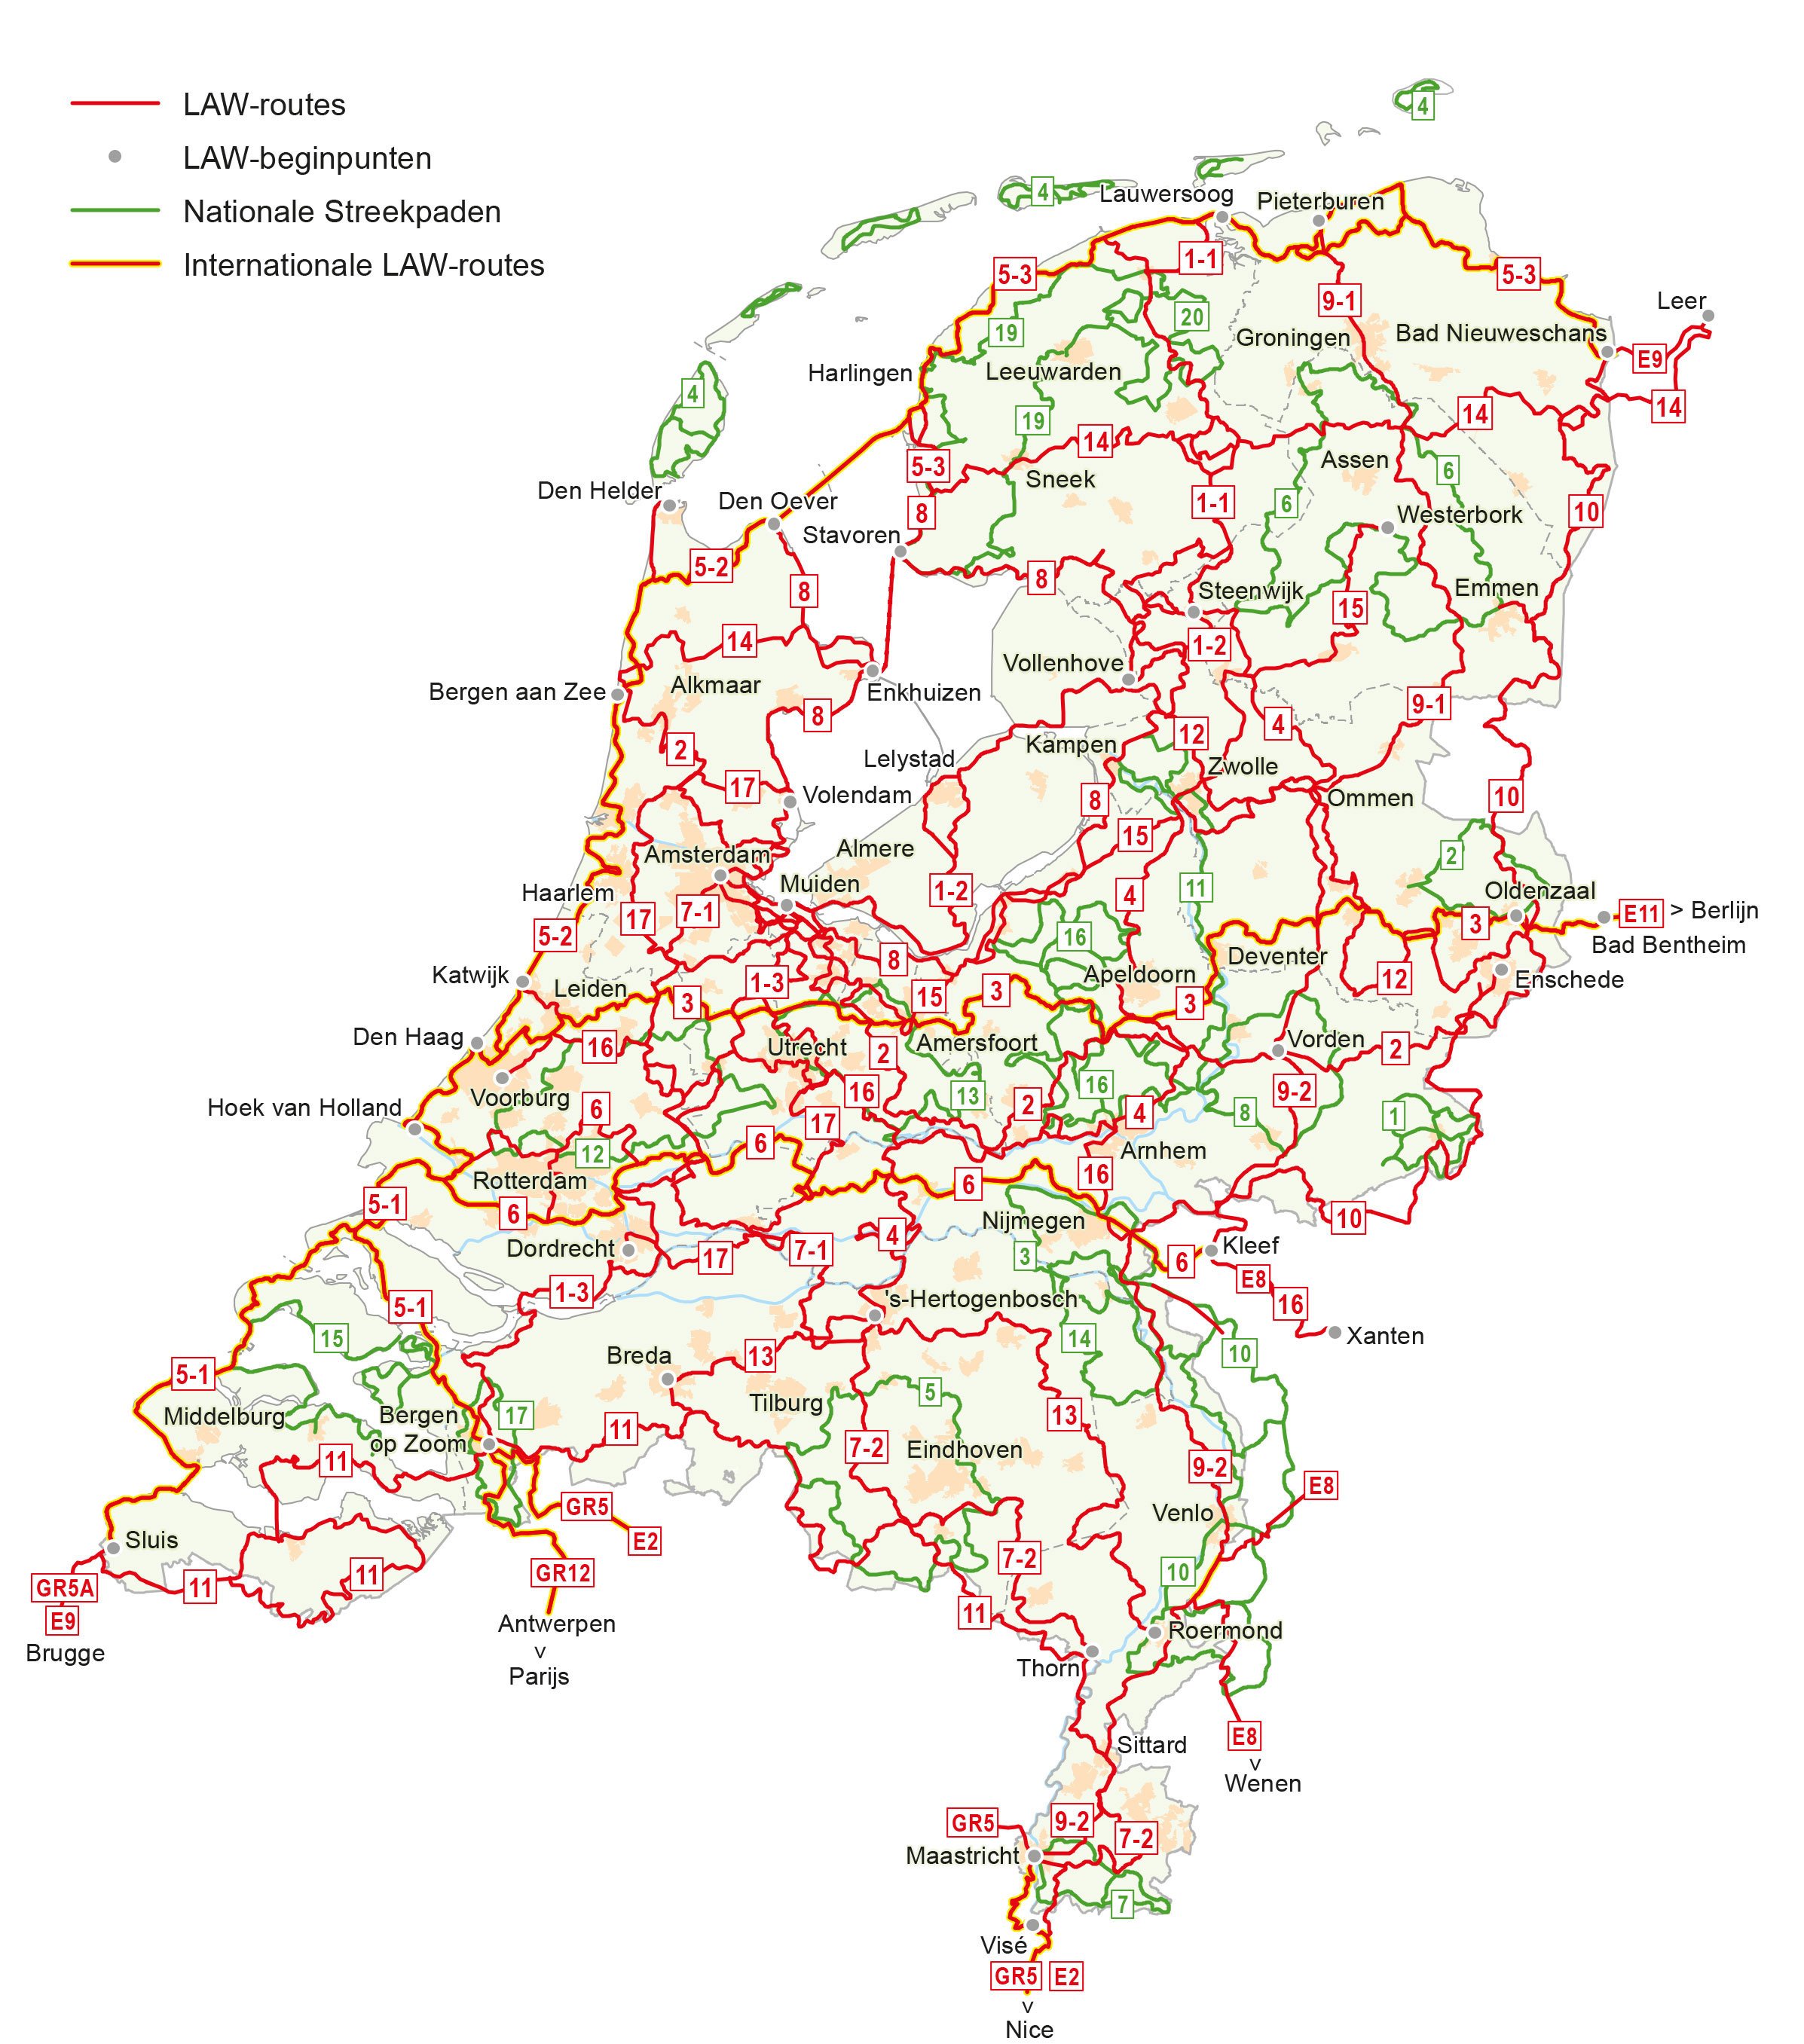 LAW-routes
LAW-beginpunten
Nationale Streekpaden
Internationale LAW-routes
4
4
Lauwersoog
Pieterburen
1-1
5-3
5-3
9-1
Leer
20
19
Groningen
Bad Nieuweschans
E9
Harlingen
Leeuwarden
4
14
14
19
14
Assen
5-3
Sneek
6
Den Helder
Den Oever
1-1
6
10
8
Westerbork
Stavoren
5-2
8
8
Steenwijk
Emmen
15
14
1-2
Vollenhove
Bergen aan Zee
Alkmaar
Enkhuizen
9-1
8
4
12
2
Kampen
Lelystad
Zwolle
17
Volendam
8
Ommen
10
15
Amsterdam
Almere
2
Muiden
1-2
4
11
Oldenzaal
Haarlem
17
7-1
E11 > Berlijn
3
5-2
16
Bad Bentheim
Deventer
8
Katwijk
Leiden
1-3
Apeldoorn
12
Enschede
3
15
3
3
Den Haag
16
Utrecht
2
Amersfoort
Vorden
2
Voorburg
16
13
16
9-2
Hoek van Holland
6
17
2
4
8
1
6
12
Arnhem
Rotterdam
16
5-1
6
6
10
Nijmegen
Dordrecht
17
7-1
4
3
Kleef
6
E8
1-3
5-1
's-Hertogenbosch
16
15
14
Xanten
Breda
13
10
5-1
5
Middelburg
Bergen
op Zoom
17
Tilburg
13
11
7-2
Eindhoven
11
9-2
E8
GR5
Venlo
Sluis
E2
7-2
GR12
10
11
11
GR5A
E9
11
Antwerpen
Roermond
Brugge
v
Parijs
Thorn
E8
Sittard
v
Wenen
GR5
9-2
7-2
Maastricht
7
Visé
GR5
E2
v
Nice